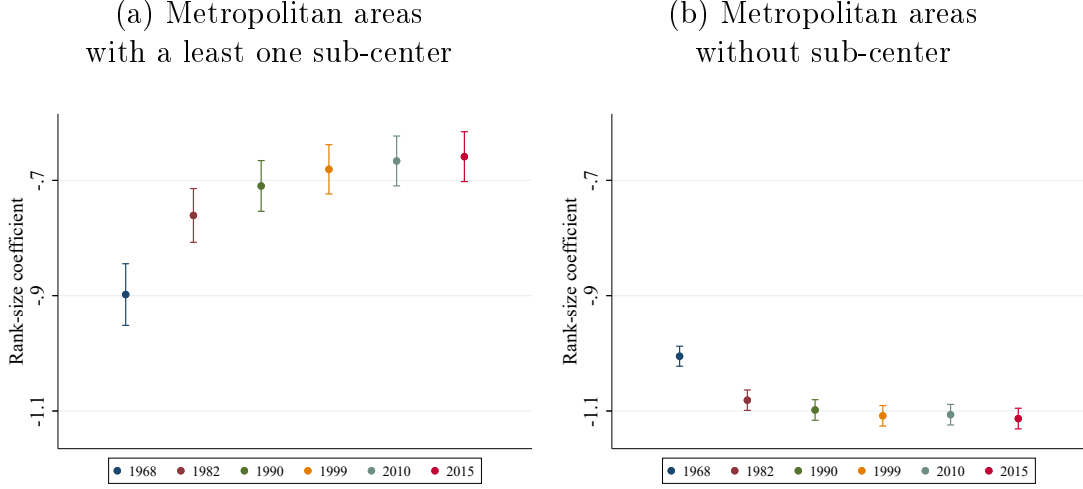 (a) Metropolitan areas
with a least one sub-center
Rank-size coefficient
-.7
-.9
-1.1
1968 1982 1990 1999 2010 2015
(b) Metropolitan areas
without sub-center
Rank-size coefficient
-.7
-.9
-1.1
1968 1982 1990 1999 2010 2015